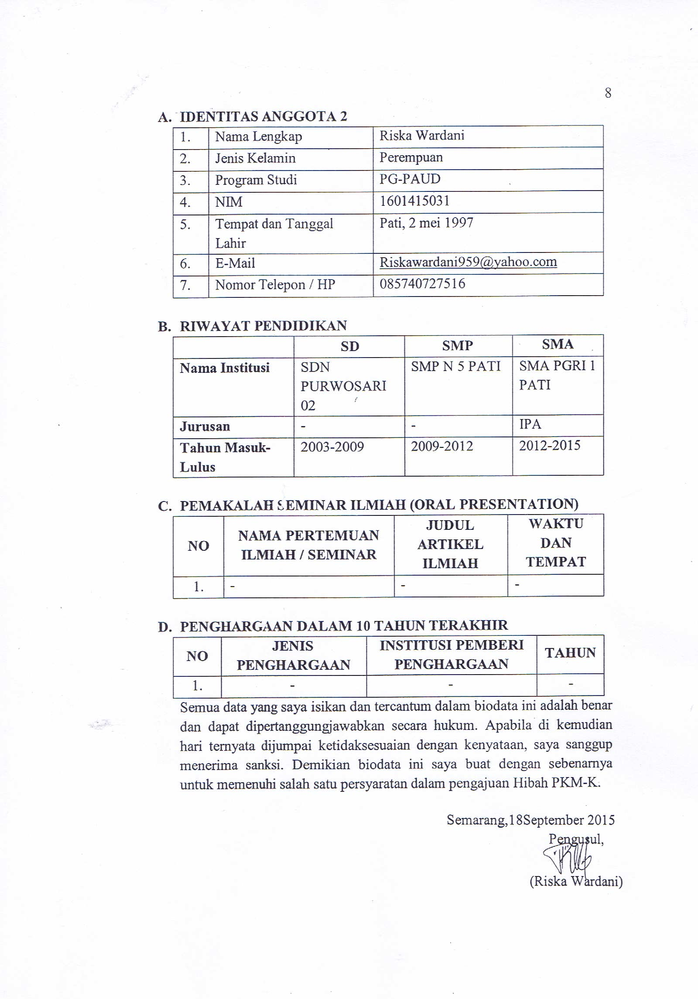 8
A. IDENTITAS ANGGOTA 2
1. Nama Lengkap Riska Wardani
2. Jenis Kelamin Perempuan
3. Program Studi PG-PAUD
4. NIM 1601415031
5. Tempat dan Tanggal Pati, 2 mei 1997
Lahir
6. E-Mail Riskawardani959@yahoo.com
7. Nomor Telepon / HP 085740727516
B. RIWAYAT PENDIDIKAN
SD SMP SMA
Nama Institusi SDN SMP N 5 PATI SMA PGRI 1
PURWOSARI PATI
02
Jurusan - - IPA
Tahun Masuk- 2003-2009 2009-2012 2012-2015
Lulus
C. PEMAKALAH SEMINAR ILMIAH (ORAL PRESENTATION)
NO NAMA PERTEMUAN ILMIAH / SEMINAR JUDUL ARTIKEL ILMIAH WAKTU DAN TEMPAT
1. - - -
D. PENGHARGAAN DALAM 10 TAHUN TERAKHIR
NO JENIS PENGHARGAAN INSTITUSI PEMBERI PENGHARGAAN TAHUN
1. - - -
Semua data yang saya isikan dan tercantum dalam biodata ini adalah benar
dan dapat dipertanggungjawabkan secara hukum. Apabila di kemudian
hari ternyata dijumpai ketidaksesuaian dengan kenyataan, saya sanggup
menerima sanksi. Demikian biodata ini saya buat dengan sebenarnya
untuk memenuhi salah satu persyaratan dalam pengajuan Hibah PKM-K.
Semarang,18September 2015
Pengusul,
(Riska Wardani)